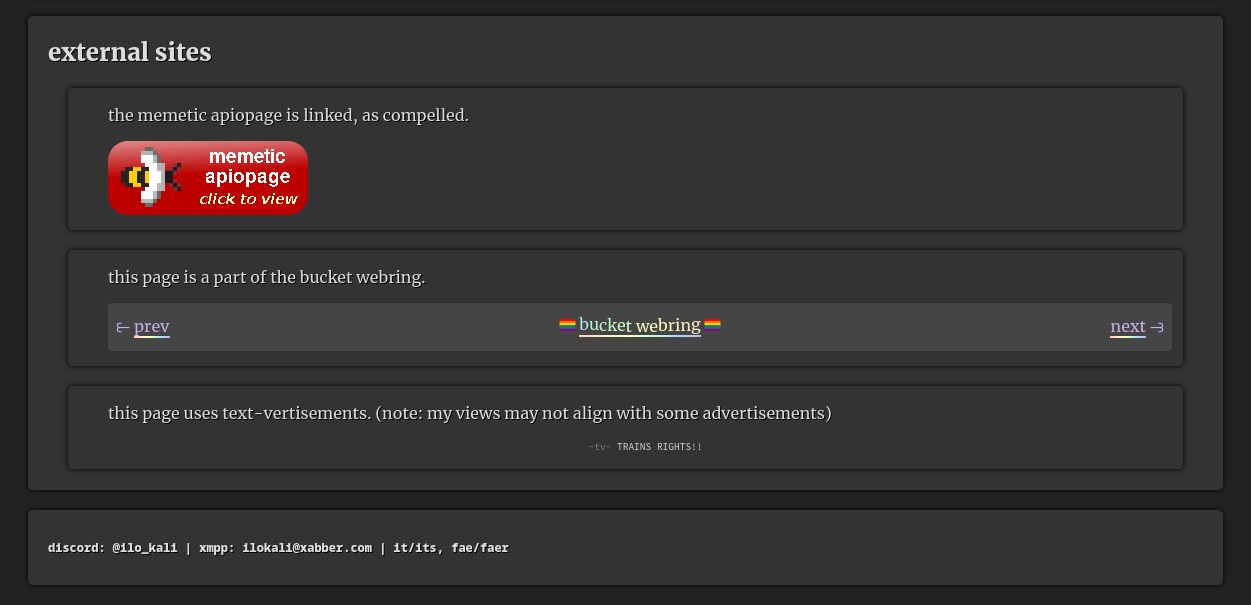 external sites
the memetic apiopage is linked, as compelled.
memetic
apiopage
click to view
this page is a part of the bucket webring.
prev bucket webring next
this page uses text-vertisements. (note: my views may not align with some advertisements)
~tv~ TRAINS RIGHTS!!
discord: @ilo_kali | xmpp: ilokali@xabber.com | it/its, fae/faer